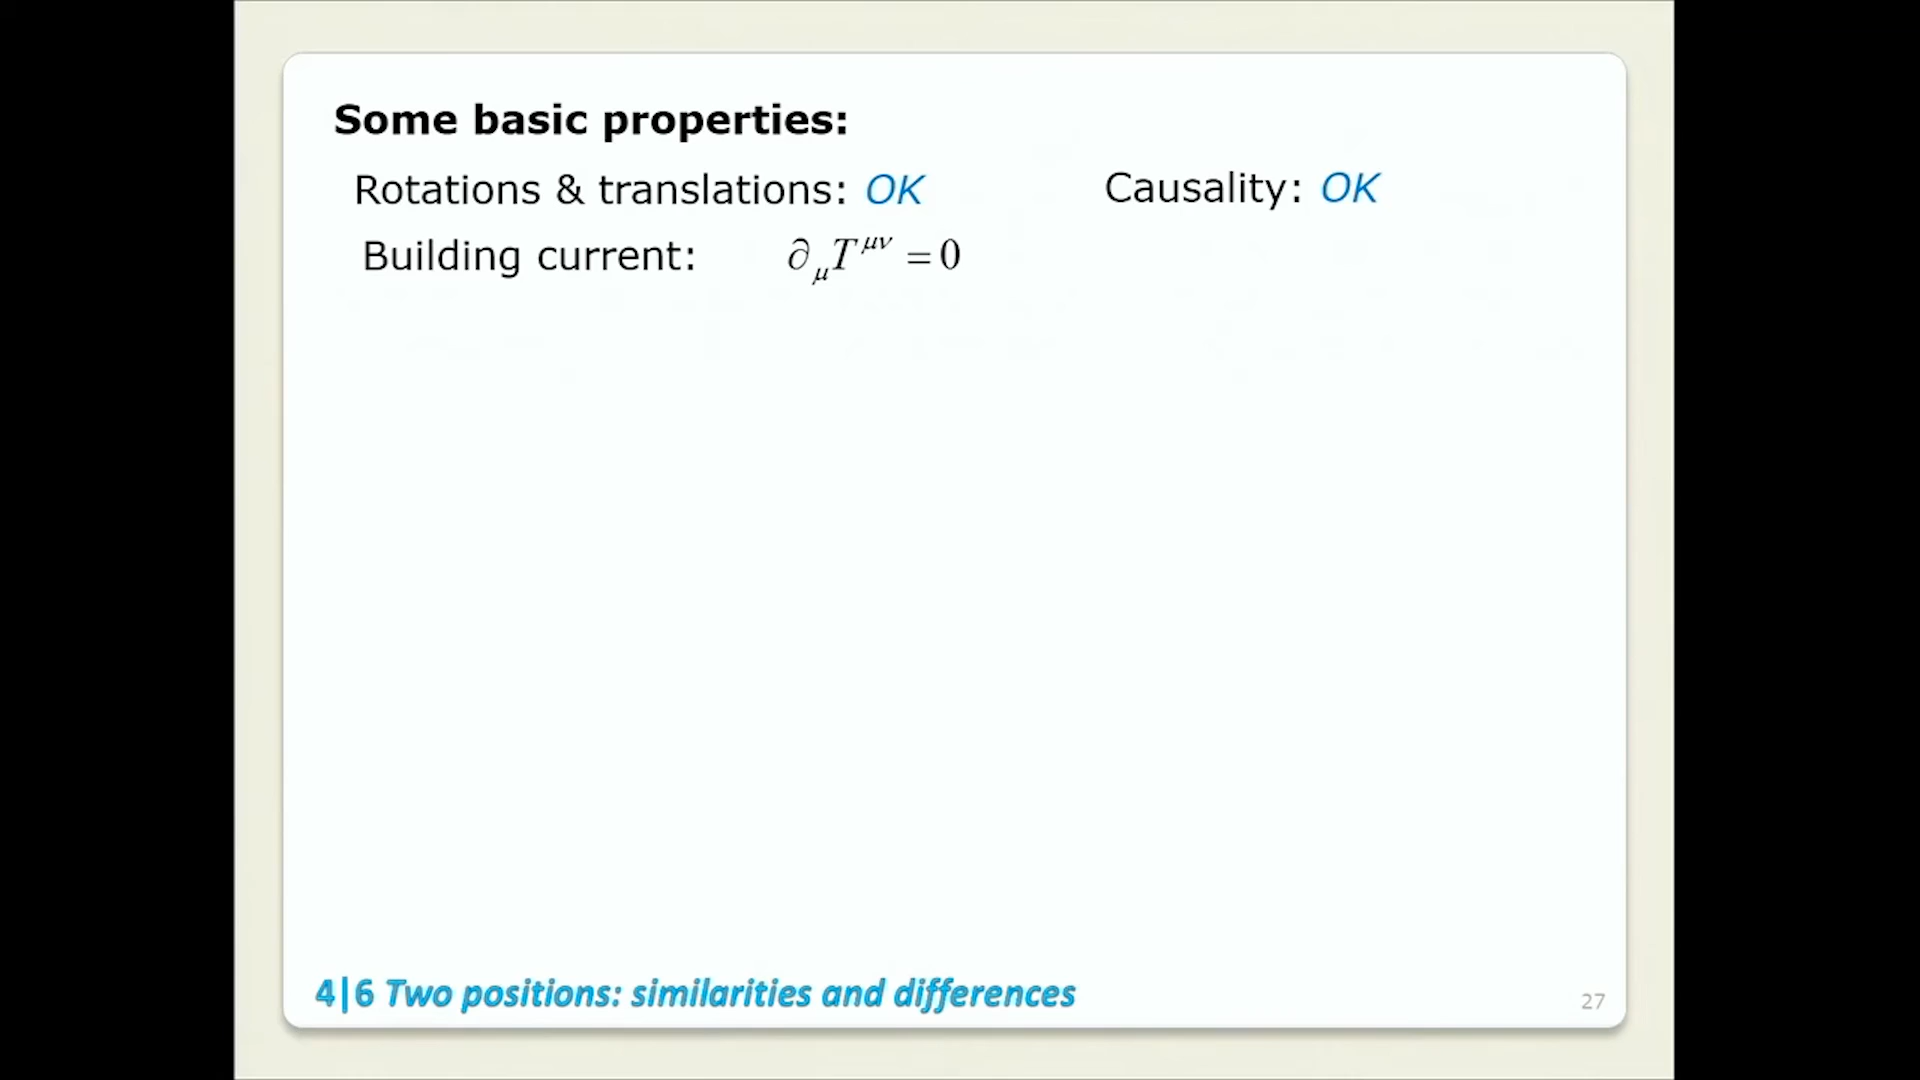 Some basic properties:
Rotations & translations: OK Causality: OK
Building current: ∂_μ T^{μν} = 0
4|6 Two positions: similarities and differences
27